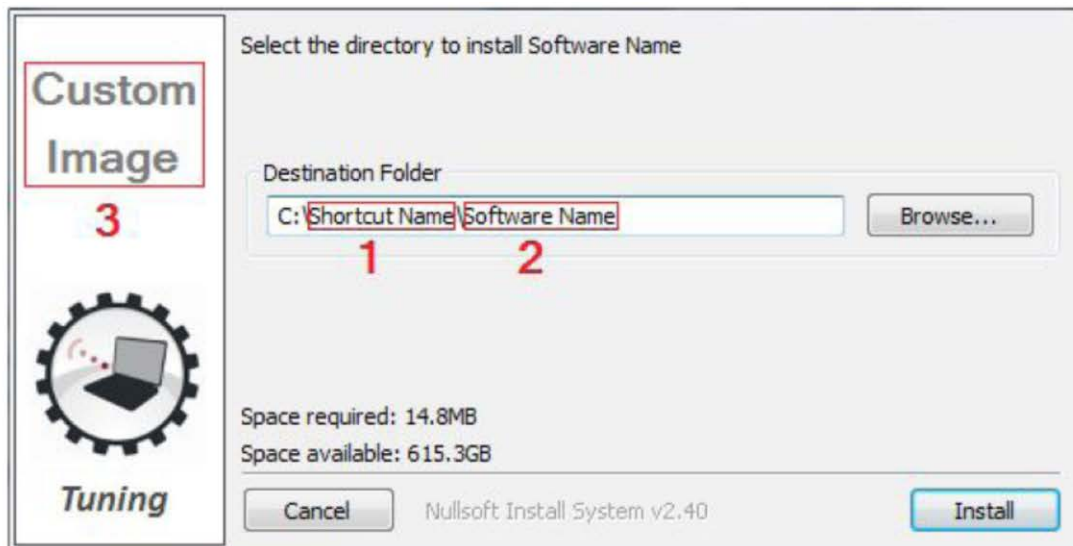 Custom
Image
3
Tuning
Select the directory to install Software Name
Destination Folder
C:\Shortcut Name\Software Name
Browse...
1
2
Space required: 14.8MB
Space available: 615.3GB
Cancel
Nullsoft Install System v2.40
Install